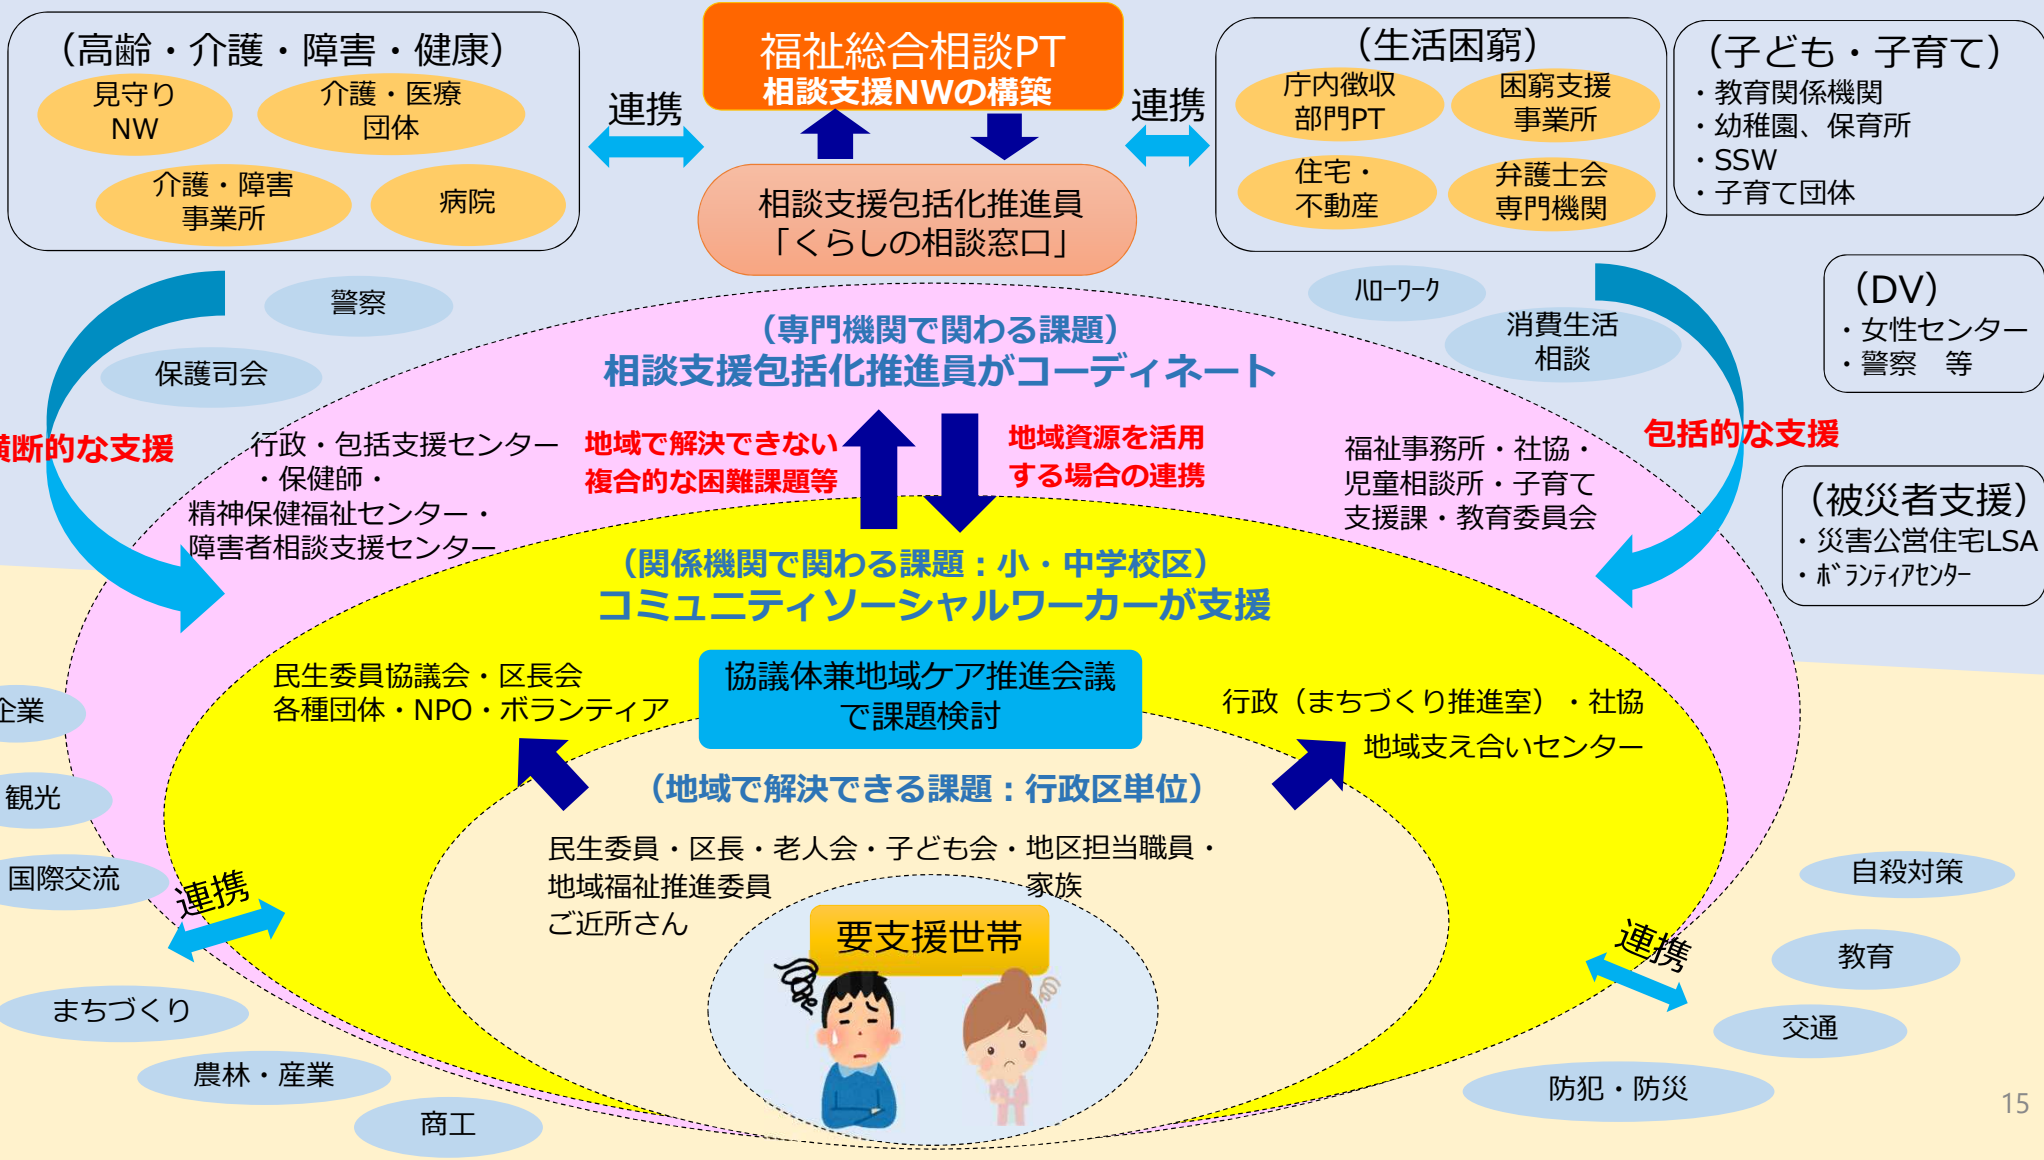 （高齢・介護・障害・健康）
見守り
NW
介護・医療
団体
介護・障害
事業所
病院
連携
福祉総合相談PT
相談支援NWの構築
連携
相談支援包括化推進員
「くらしの相談窓口」
（生活困窮）
庁内徴収
部門PT
困窮支援
事業所
住宅・
不動産
弁護士会
専門機関
（子ども・子育て）
・教育関係機関
・幼稚園、保育所
・SSW
・子育て団体
警察
保護司会
ﾊﾛｰﾜｰｸ
消費生活
相談
（DV）
・女性センター
・警察　等
（専門機関で関わる課題）
相談支援包括化推進員がコーディネート
横断的な支援
行政・包括支援センター
・保健師・
精神保健福祉センター・
障害者相談支援センター
地域で解決できない
複合的な困難課題等
地域資源を活用
する場合の連携
福祉事務所・社協・
児童相談所・子育て
支援課・教育委員会
包括的な支援
（被災者支援）
・災害公営住宅LSA
・ﾎﾞﾗﾝﾃｨｱｾﾝﾀｰ
（関係機関で関わる課題：小・中学校区）
コミュニティソーシャルワーカーが支援
民生委員協議会・区長会
各種団体・NPO・ボランティア
協議体兼地域ケア推進会議
で課題検討
行政（まちづくり推進室）・社協
地域支え合いセンター
企業
観光
国際交流
連携
（地域で解決できる課題：行政区単位）
民生委員・区長・老人会・子ども会・地区担当職員・
地域福祉推進委員
家族
ご近所さん
要支援世帯
連携
自殺対策
教育
交通
防犯・防災
まちづくり
農林・産業
商工
15